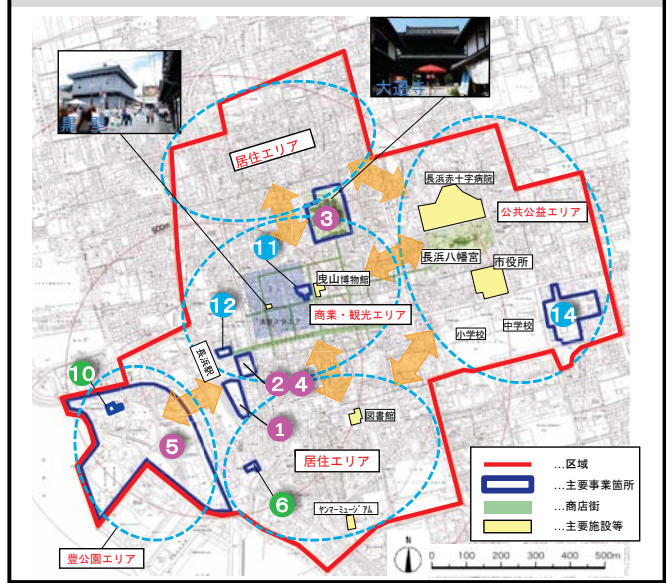 黒 壁
大通寺
居住エリア
長浜赤十字病院
公共公益エリア
③
500m
⑪
長浜八幡宮
市役所
曳山博物館
⑫
商業・観光エリア
小学校
中学校
⑭
長浜駅
②④
⑩
①
図書館
⑤
居住エリア
⑥
ヤンマーミュージアム
豊公園エリア
…区域
…主要事業箇所
…商店街
…主要施設等
N
0 100 200 300 400 500m